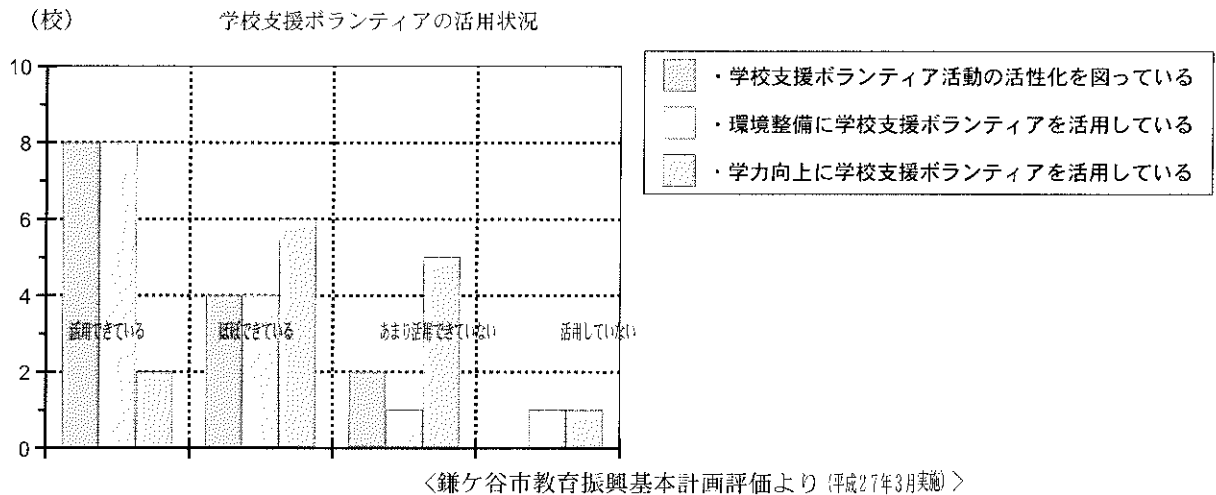 (校) 学校支援ボランティアの活用状況
10
8
6
4
2
0
活用できている ほぼできている あまり活用できていない 活用していない
・学校支援ボランティア活動の活性化を図っている
・環境整備に学校支援ボランティアを活用している
・学力向上に学校支援ボランティアを活用している
<鎌ケ谷市教育振興基本計画評価より(平成27年3月実施)>